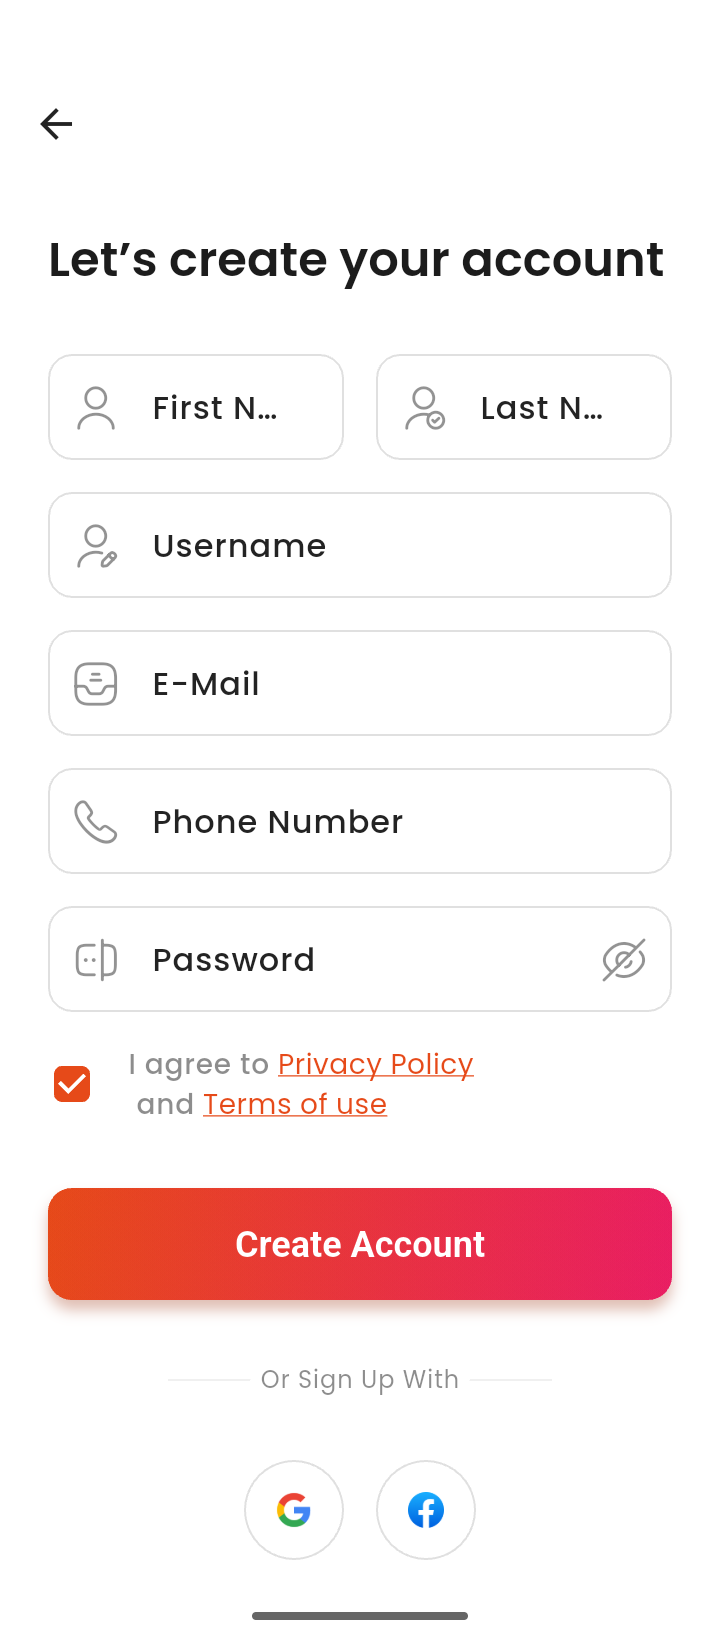 Let’s create your account
First N...
Last N...
Username
E-Mail
Phone Number
Password
I agree to Privacy Policy
and Terms of use
Create Account
Or Sign Up With